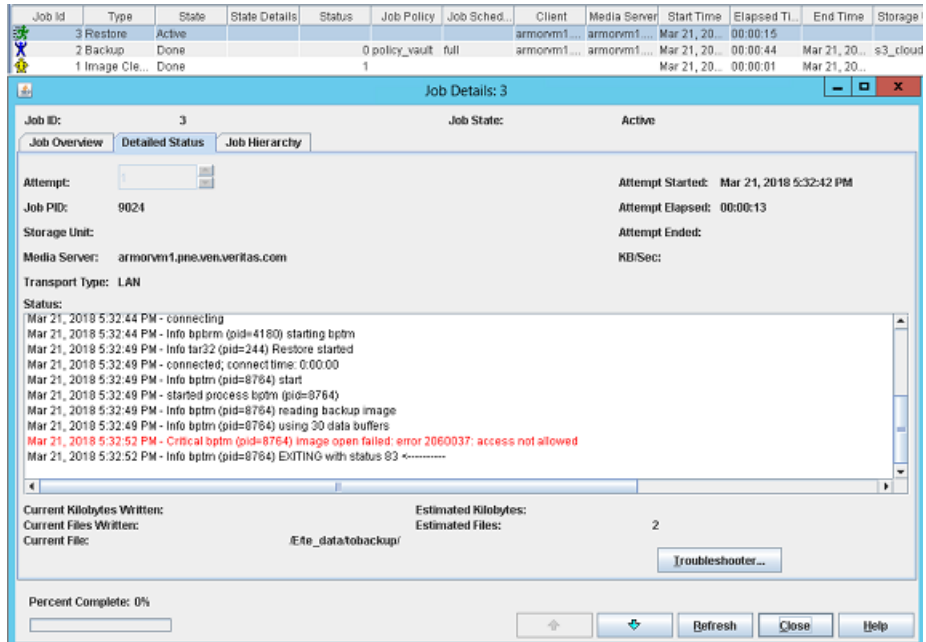 Job Id Type State State Details Status Job Policy Job Sched... Client Media Server Start Time Elapsed Ti... End Time Storage
3 Restore Active armorvm1.... armorvm1.... Mar 21, 20... 00:00:15
2 Backup Done 0 policy_vault full armorvm1.... armorvm1.... Mar 21, 20... 00:00:44 Mar 21, 20... s3_cloud
1 Image Cle... Done 1 Mar 21, 20... 00:00:01 Mar 21, 20...
Job Details: 3
Job ID: 3 Job State: Active
Job Overview Detailed Status Job Hierarchy
Attempt: 1 Attempt Started: Mar 21, 2018 5:32:42 PM
Job PID: 9024 Attempt Elapsed: 00:00:13
Storage Unit: Attempt Ended:
Media Server: armorvm1.pne.ven.veritas.com KB/Sec:
Transport Type: LAN
Status:
Mar 21, 2018 5:32:44 PM - connecting
Mar 21, 2018 5:32:44 PM - Info bpbrm (pid=4180) starting bptm
Mar 21, 2018 5:32:49 PM - Info tar32 (pid=244) Restore started
Mar 21, 2018 5:32:49 PM - connected; connect time: 0:00:00
Mar 21, 2018 5:32:49 PM - Info bptm (pid=8764) start
Mar 21, 2018 5:32:49 PM - started process bptm (pid=8764)
Mar 21, 2018 5:32:49 PM - Info bptm (pid=8764) reading backup image
Mar 21, 2018 5:32:49 PM - Info bptm (pid=8764) using 30 data buffers
Mar 21, 2018 5:32:52 PM - Critical bptm (pid=8764) image open failed: error 2060037: access not allowed
Mar 21, 2018 5:32:52 PM - Info bptm (pid=8764) EXITING with status 83 <----------
Current Kilobytes Written: Estimated Kilobytes:
Current Files Written: Estimated Files: 2
Current File: /E/te_data/tobackup/
Troubleshooter...
Percent Complete: 0%
Refresh Close Help